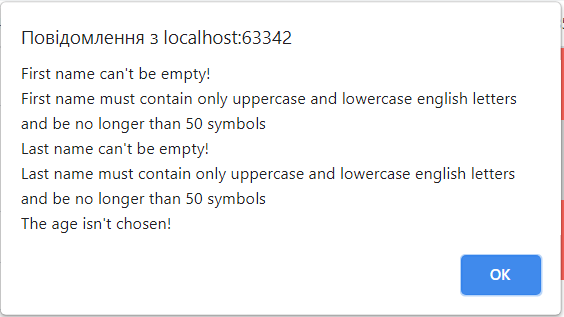 Повідомлення з localhost:63342
First name can't be empty!
First name must contain only uppercase and lowercase english letters
and be no longer than 50 symbols
Last name can't be empty!
Last name must contain only uppercase and lowercase english letters
and be no longer than 50 symbols
The age isn't chosen!
OK